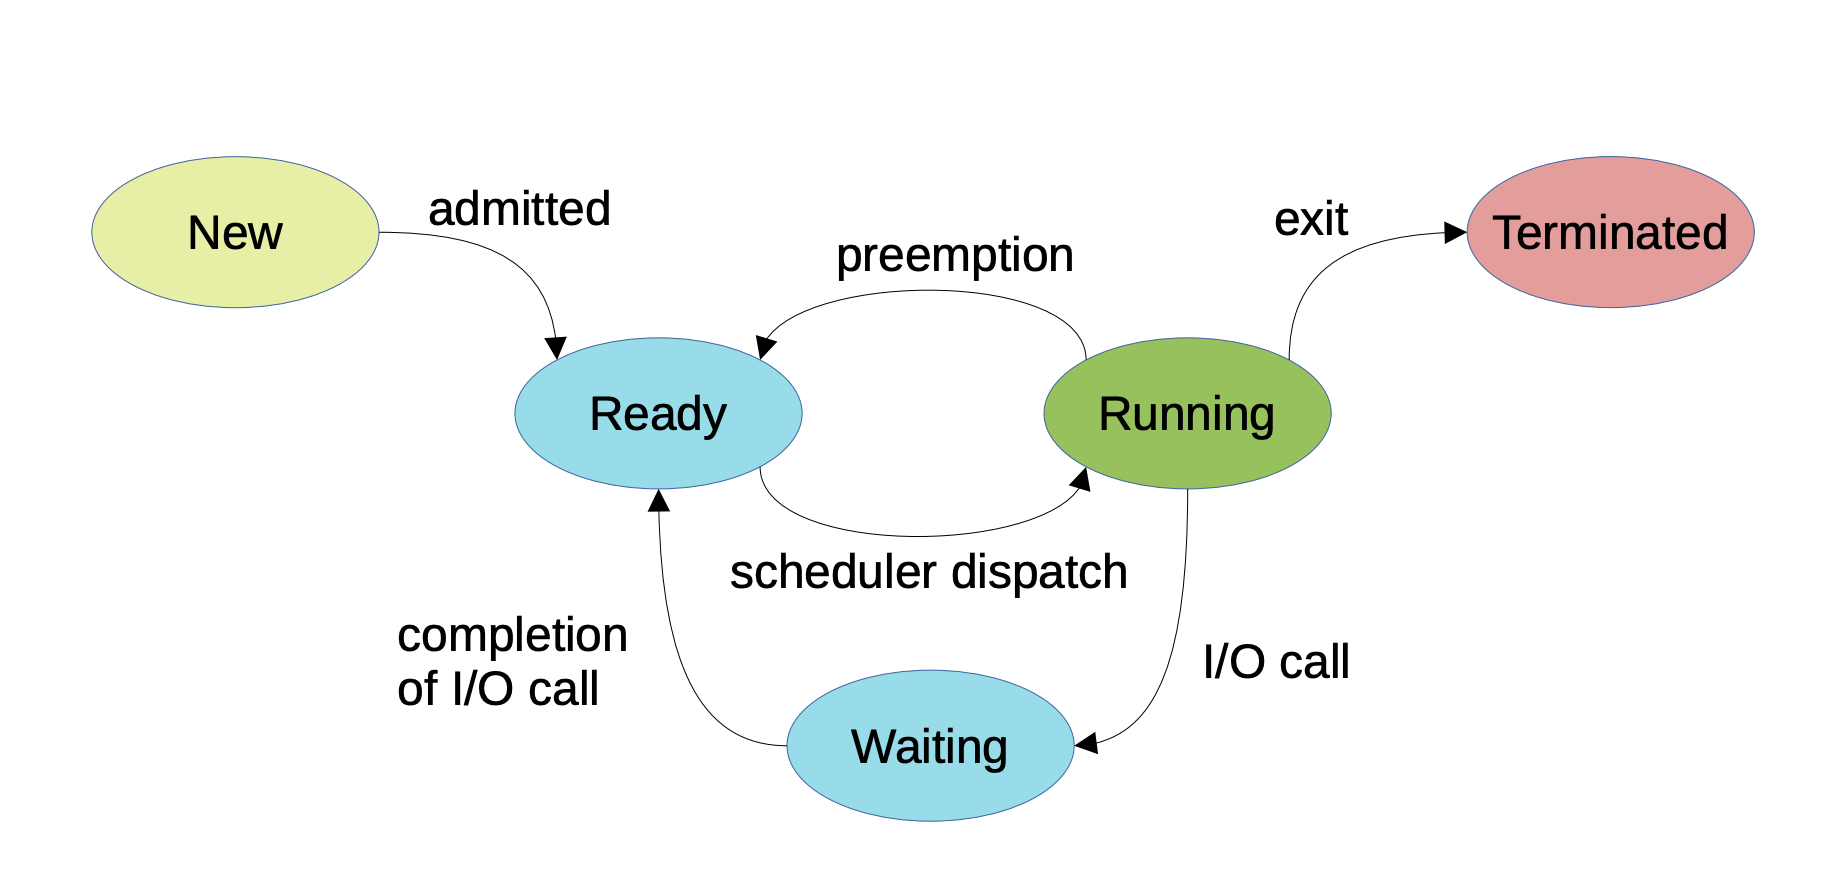 admitted
New
exit
Terminated
preemption
Ready
Running
scheduler dispatch
completion
of I/O call
I/O call
Waiting